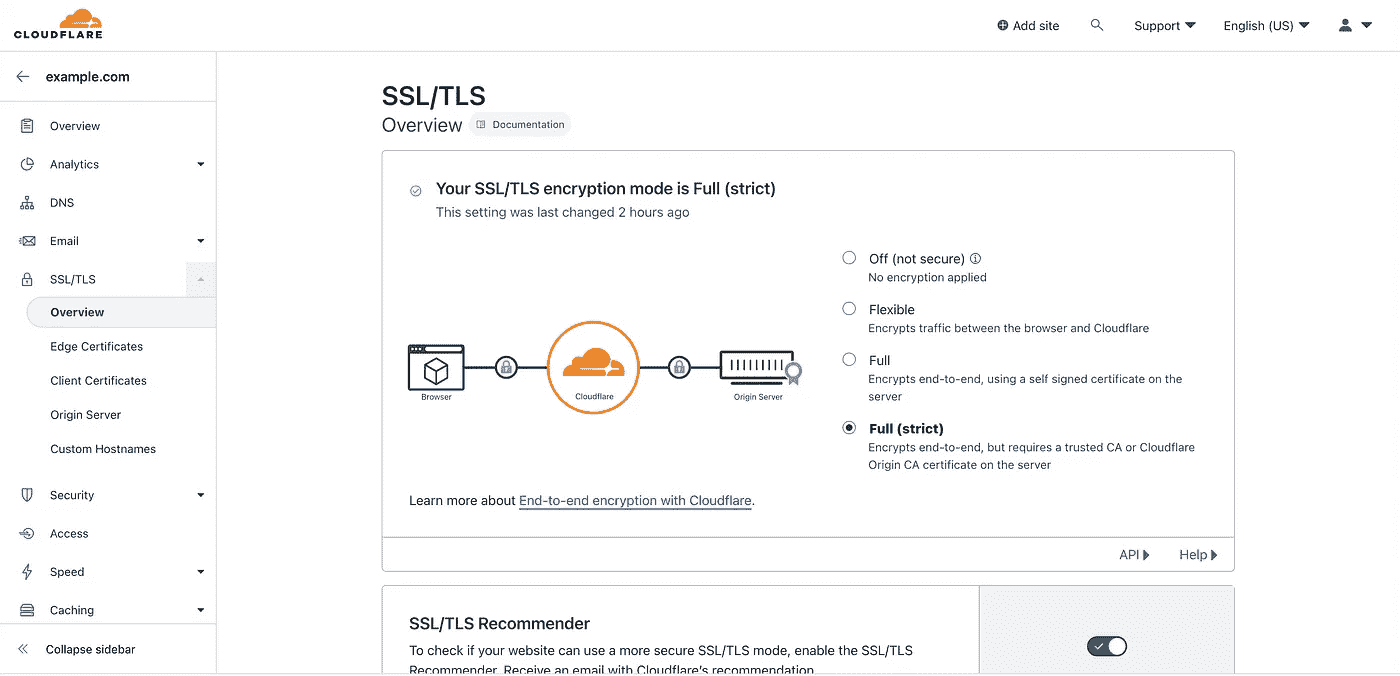 CLOUDFLARE
Add site
Support
English (US)
example.com
Overview
Analytics
DNS
Email
SSL/TLS
Overview
Edge Certificates
Client Certificates
Origin Server
Custom Hostnames
Security
Access
Speed
Caching
Collapse sidebar
SSL/TLS
Overview
Documentation
Your SSL/TLS encryption mode is Full (strict)
This setting was last changed 2 hours ago
Browser
Cloudflare
Origin Server
Off (not secure)
No encryption applied
Flexible
Encrypts traffic between the browser and Cloudflare
Full
Encrypts end-to-end, using a self signed certificate on the
server
Full (strict)
Encrypts end-to-end, but requires a trusted CA or Cloudflare
Origin CA certificate on the server
Learn more about End-to-end encryption with Cloudflare.
API
Help
SSL/TLS Recommender
To check if your website can use a more secure SSL/TLS mode, enable the SSL/TLS
Recommender. Receive an email with Cloudflare's recommendation.